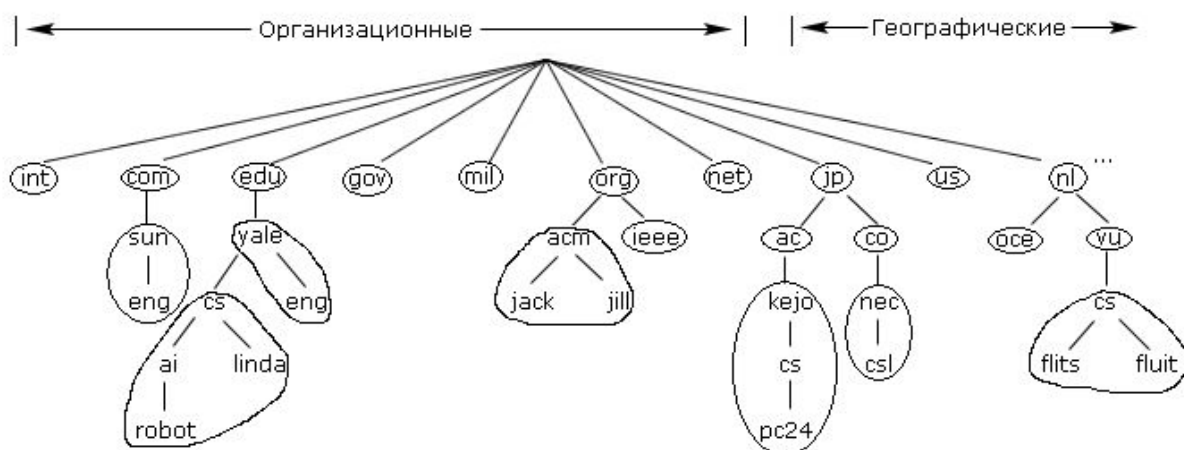 Организационные Географические
...
int com edu gov mil org net jp us nl
sun yale acm ieee ac co oce vu
eng cs eng jack jill kejo nec cs
ai linda cs csl flits fluit
robot pc24